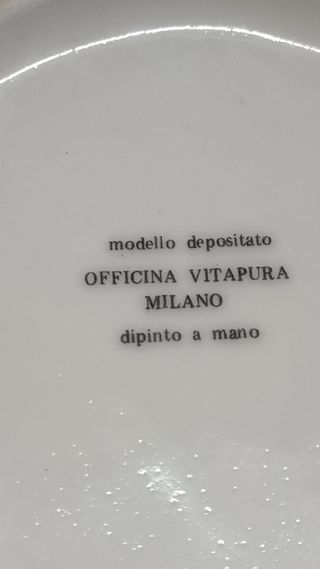 modello depositato
OFFICINA VITAPURA
MILANO
dipinto a mano